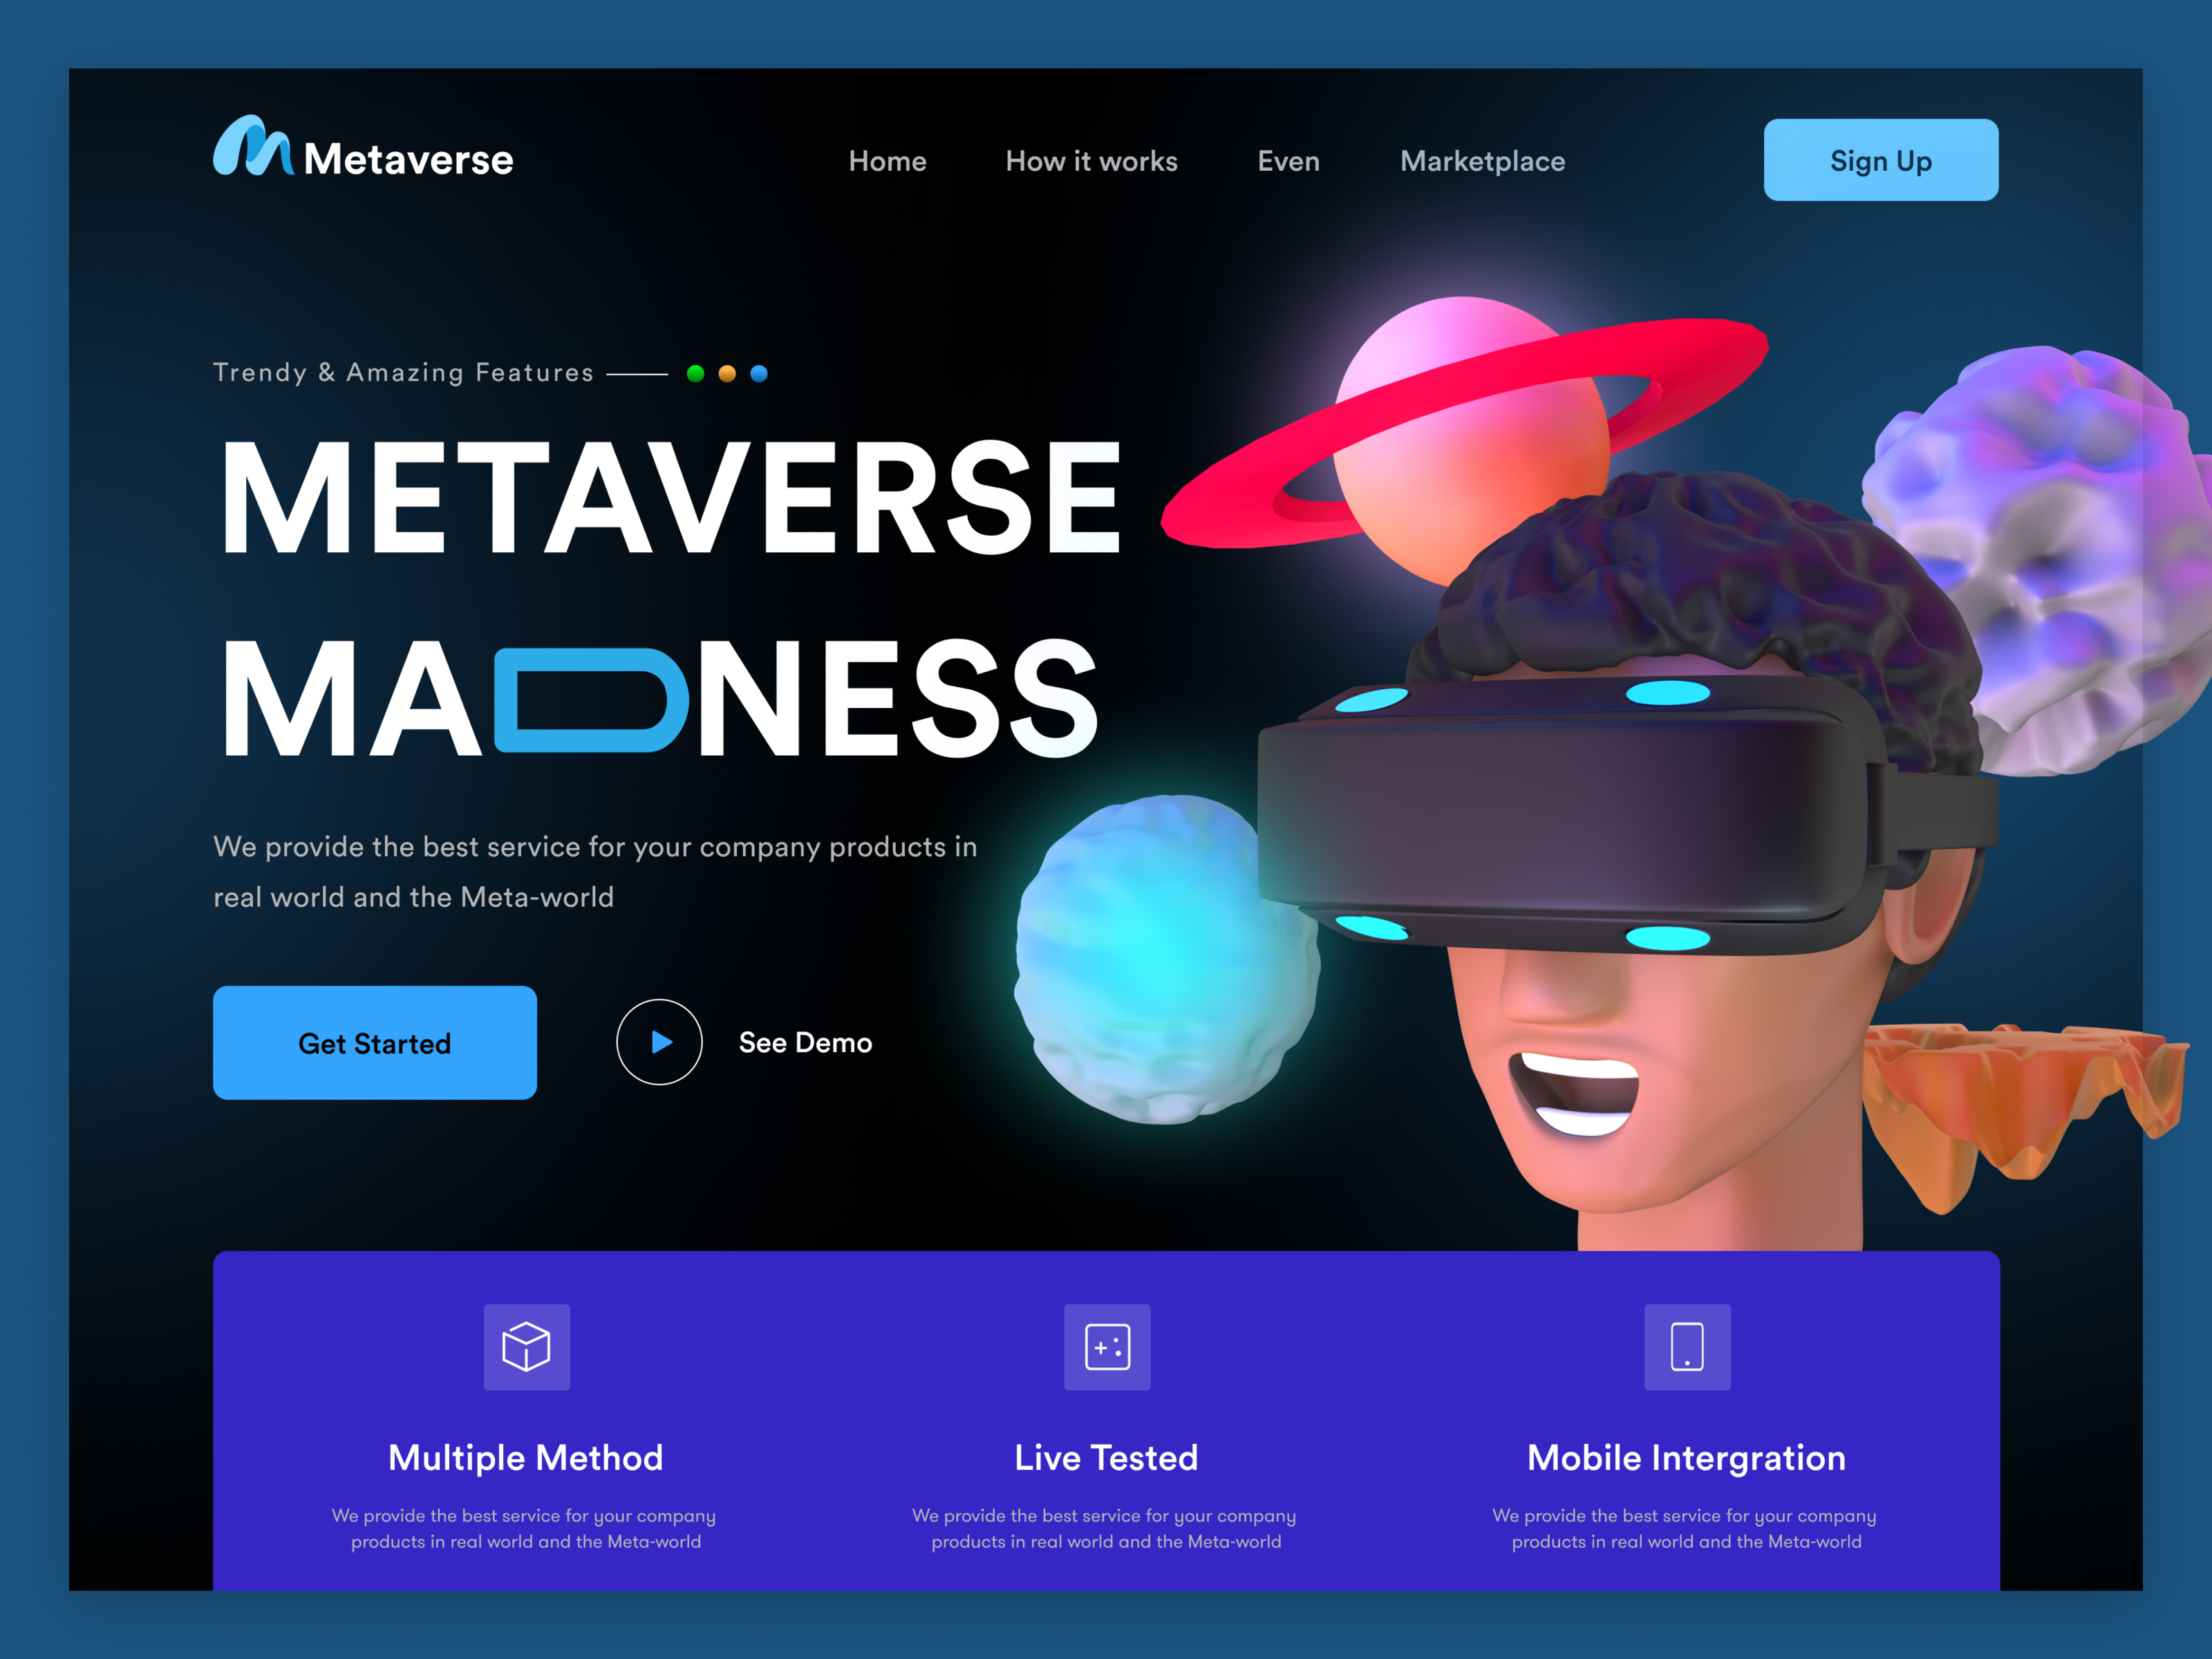 Metaverse
Home
How it works
Even
Marketplace
Sign Up
Trendy & Amazing Features
METAVERSE
MADNESS
We provide the best service for your company products in
real world and the Meta-world
Get Started
See Demo
Multiple Method
We provide the best service for your company
products in real world and the Meta-world
Live Tested
We provide the best service for your company
products in real world and the Meta-world
Mobile Intergration
We provide the best service for your company
products in real world and the Meta-world